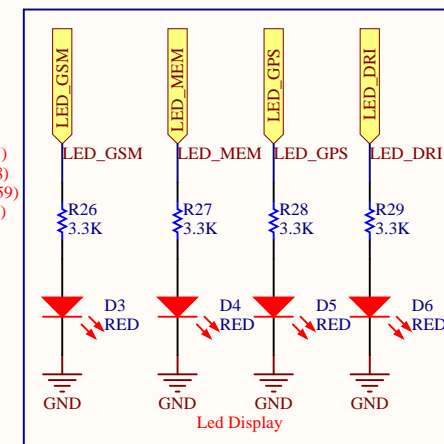 LED_GSM
LED_MEM
LED_GPS
LED_DRI
LED_GSM
LED_MEM
LED_GPS
LED_DRI
)
)
59)
)
R26
3.3K
R27
3.3K
R28
3.3K
R29
3.3K
D3
RED
D4
RED
D5
RED
D6
RED
GND
GND
GND
GND
Led Display